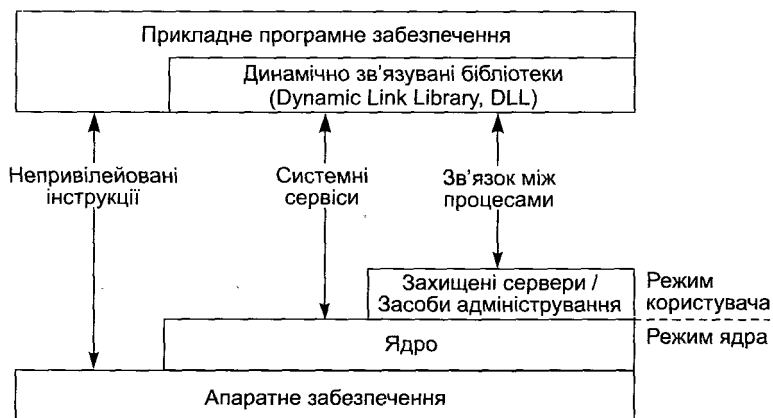 Прикладне програмне забезпечення
Динамічно зв'язувані бібліотеки
(Dynamic Link Library, DLL)
Непривілейовані
інструкції
Системні
сервіси
Зв'язок між
процесами
Захищені сервери /
Засоби адміністрування
Режим
користувача
Ядро
Режим ядра
Апаратне забезпечення